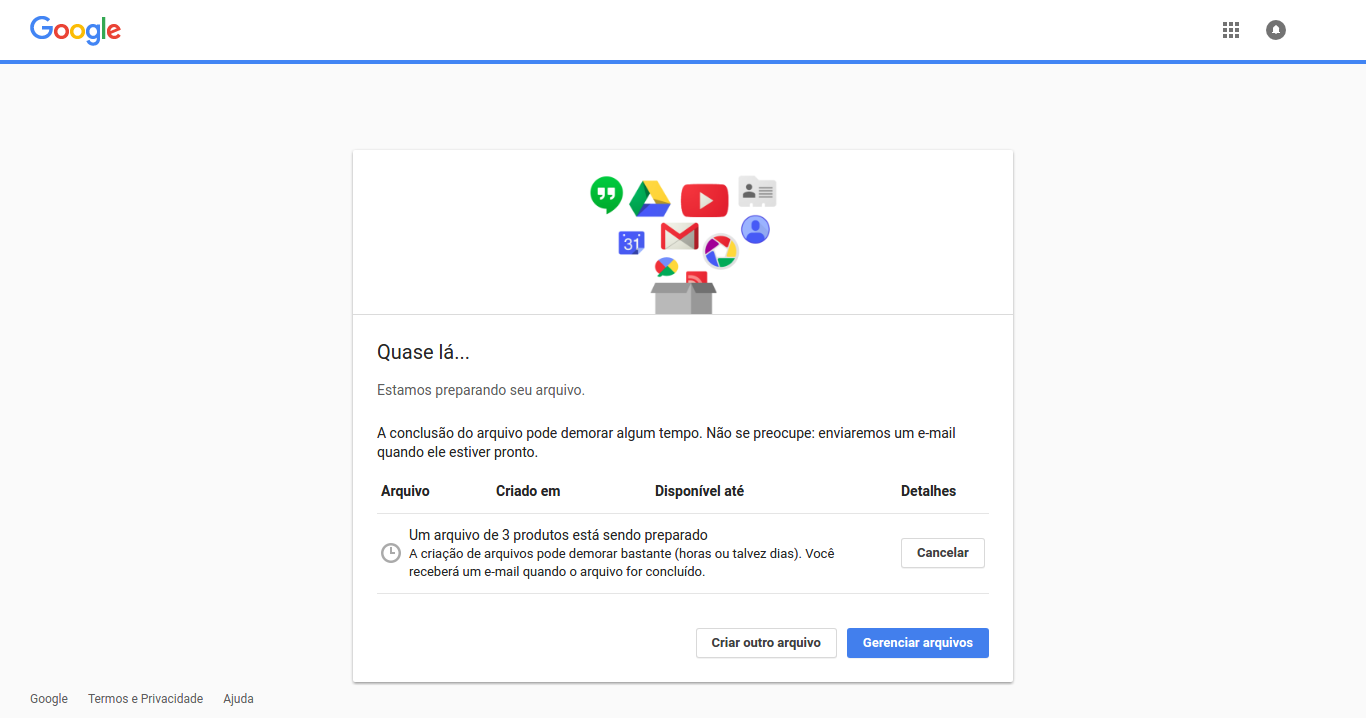 Google
31
Quase lá...
Estamos preparando seu arquivo.
A conclusão do arquivo pode demorar algum tempo. Não se preocupe: enviaremos um e-mail
quando ele estiver pronto.
Arquivo Criado em Disponível até Detalhes
Um arquivo de 3 produtos está sendo preparado
A criação de arquivos pode demorar bastante (horas ou talvez dias). Você
receberá um e-mail quando o arquivo for concluído.
Cancelar
Criar outro arquivo Gerenciar arquivos
Google Termos e Privacidade Ajuda